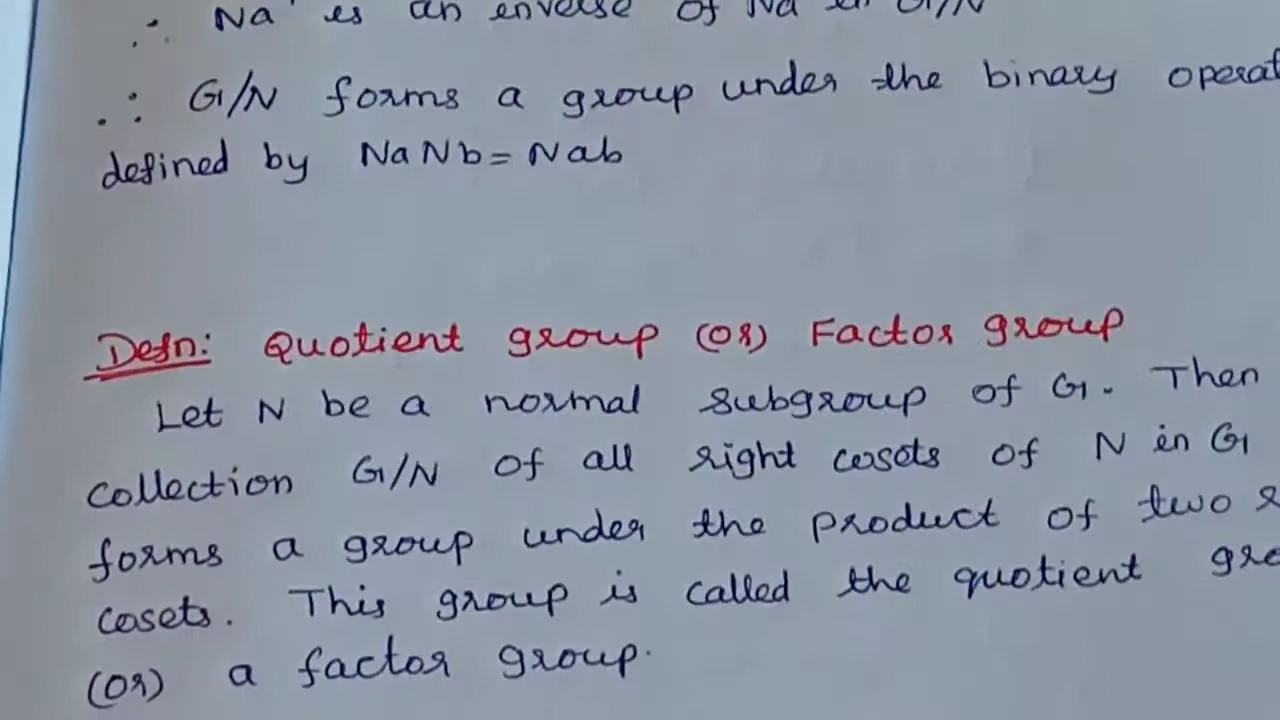 ∴ Na' is an inverse of Na in G/N
∴ G/N forms a group under the binary operat
defined by NaNb = Nab
Defn: Quotient group (or) Factor group
Let N be a normal subgroup of G. Then
collection G/N of all right cosets of N in G
forms a group under the product of two r
cosets. This group is called the quotient gro
(or) a factor group.